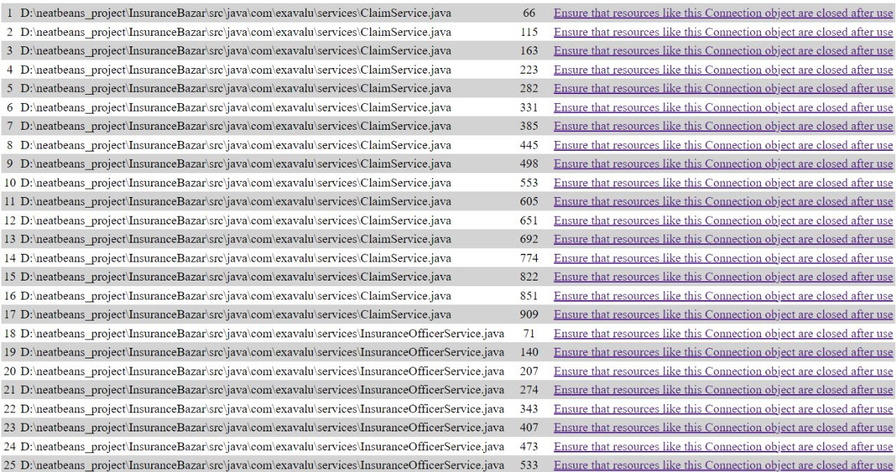 1 D:\neatbeans_project\InsuranceBazar\src\java\com\exavalu\services\ClaimService.java 66 Ensure that resources like this Connection object are closed after use
2 D:\neatbeans_project\InsuranceBazar\src\java\com\exavalu\services\ClaimService.java 115 Ensure that resources like this Connection object are closed after use
3 D:\neatbeans_project\InsuranceBazar\src\java\com\exavalu\services\ClaimService.java 163 Ensure that resources like this Connection object are closed after use
4 D:\neatbeans_project\InsuranceBazar\src\java\com\exavalu\services\ClaimService.java 223 Ensure that resources like this Connection object are closed after use
5 D:\neatbeans_project\InsuranceBazar\src\java\com\exavalu\services\ClaimService.java 282 Ensure that resources like this Connection object are closed after use
6 D:\neatbeans_project\InsuranceBazar\src\java\com\exavalu\services\ClaimService.java 331 Ensure that resources like this Connection object are closed after use
7 D:\neatbeans_project\InsuranceBazar\src\java\com\exavalu\services\ClaimService.java 385 Ensure that resources like this Connection object are closed after use
8 D:\neatbeans_project\InsuranceBazar\src\java\com\exavalu\services\ClaimService.java 445 Ensure that resources like this Connection object are closed after use
9 D:\neatbeans_project\InsuranceBazar\src\java\com\exavalu\services\ClaimService.java 498 Ensure that resources like this Connection object are closed after use
10 D:\neatbeans_project\InsuranceBazar\src\java\com\exavalu\services\ClaimService.java 553 Ensure that resources like this Connection object are closed after use
11 D:\neatbeans_project\InsuranceBazar\src\java\com\exavalu\services\ClaimService.java 605 Ensure that resources like this Connection object are closed after use
12 D:\neatbeans_project\InsuranceBazar\src\java\com\exavalu\services\ClaimService.java 651 Ensure that resources like this Connection object are closed after use
13 D:\neatbeans_project\InsuranceBazar\src\java\com\exavalu\services\ClaimService.java 692 Ensure that resources like this Connection object are closed after use
14 D:\neatbeans_project\InsuranceBazar\src\java\com\exavalu\services\ClaimService.java 774 Ensure that resources like this Connection object are closed after use
15 D:\neatbeans_project\InsuranceBazar\src\java\com\exavalu\services\ClaimService.java 822 Ensure that resources like this Connection object are closed after use
16 D:\neatbeans_project\InsuranceBazar\src\java\com\exavalu\services\ClaimService.java 851 Ensure that resources like this Connection object are closed after use
17 D:\neatbeans_project\InsuranceBazar\src\java\com\exavalu\services\ClaimService.java 909 Ensure that resources like this Connection object are closed after use
18 D:\neatbeans_project\InsuranceBazar\src\java\com\exavalu\services\InsuranceOfficerService.java 71 Ensure that resources like this Connection object are closed after use
19 D:\neatbeans_project\InsuranceBazar\src\java\com\exavalu\services\InsuranceOfficerService.java 140 Ensure that resources like this Connection object are closed after use
20 D:\neatbeans_project\InsuranceBazar\src\java\com\exavalu\services\InsuranceOfficerService.java 207 Ensure that resources like this Connection object are closed after use
21 D:\neatbeans_project\InsuranceBazar\src\java\com\exavalu\services\InsuranceOfficerService.java 274 Ensure that resources like this Connection object are closed after use
22 D:\neatbeans_project\InsuranceBazar\src\java\com\exavalu\services\InsuranceOfficerService.java 343 Ensure that resources like this Connection object are closed after use
23 D:\neatbeans_project\InsuranceBazar\src\java\com\exavalu\services\InsuranceOfficerService.java 407 Ensure that resources like this Connection object are closed after use
24 D:\neatbeans_project\InsuranceBazar\src\java\com\exavalu\services\InsuranceOfficerService.java 473 Ensure that resources like this Connection object are closed after use
25 D:\neatbeans_project\InsuranceBazar\src\java\com\exavalu\services\InsuranceOfficerService.java 533 Ensure that resources like this Connection object are closed after use